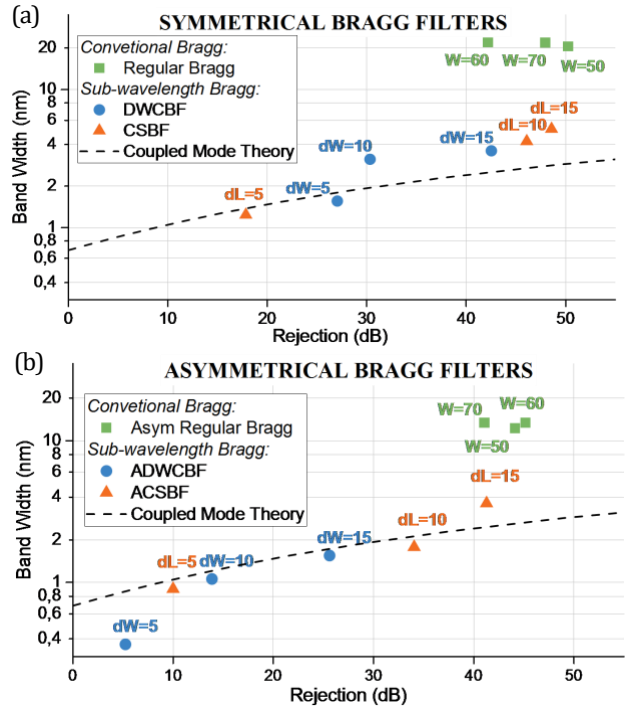 (a)
SYMMETRICAL BRAGG FILTERS
Convetional Bragg:
Regular Bragg
Sub-wavelength Bragg:
DWCBF
CSBF
Coupled Mode Theory
W=60
W=70
W=50
dL=15
dL=10
dW=15
dW=10
dW=5
dL=5
Band Width (nm)
20
10
8
6
4
2
1
0,8
0,6
0,4
0
10
20
30
40
50
Rejection (dB)
(b)
ASYMMETRICAL BRAGG FILTERS
Convetional Bragg:
Asym Regular Bragg
Sub-wavelength Bragg:
ADWCBF
ACSBF
Coupled Mode Theory
W=60
W=70
W=50
dL=15
dL=10
dW=15
dL=5
dW=10
dW=5
Band Width (nm)
20
10
8
6
4
2
1
0,8
0,6
0,4
0
10
20
30
40
50
Rejection (dB)